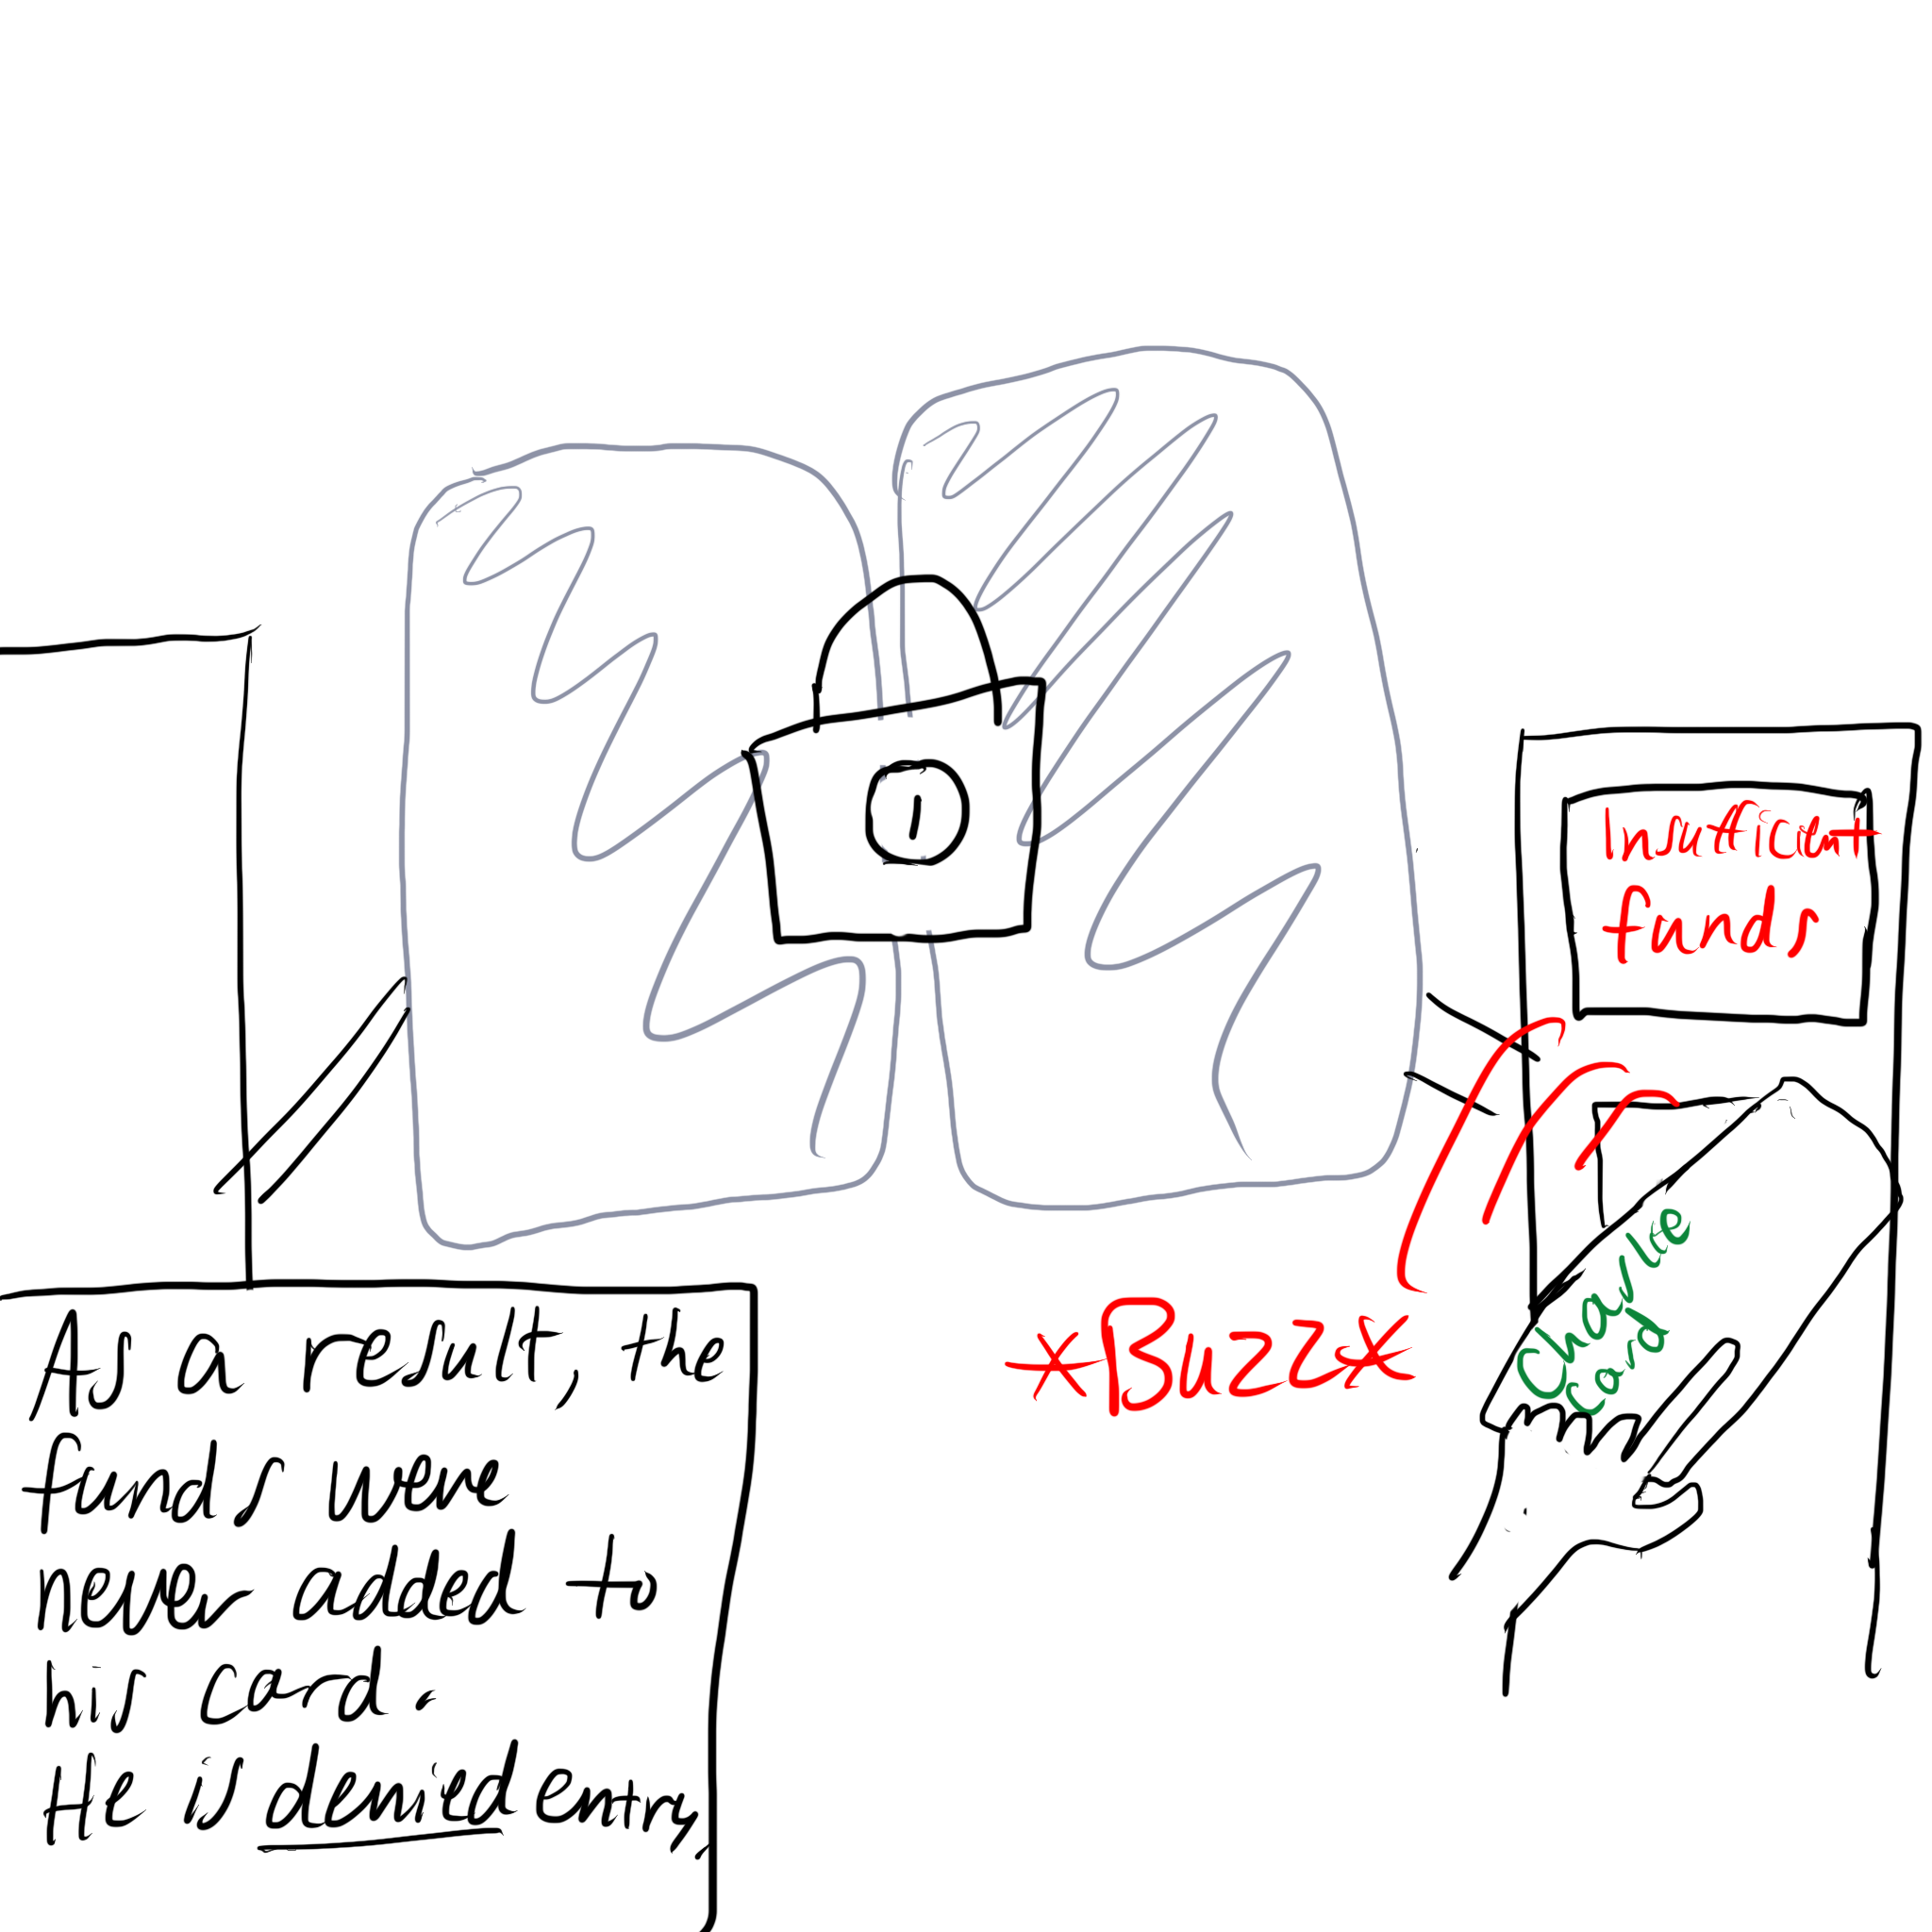 Insufficient
funds
Charlie
Card
*Buzz*
As a result, the
funds were
never added to
his card.
He is denied entry,